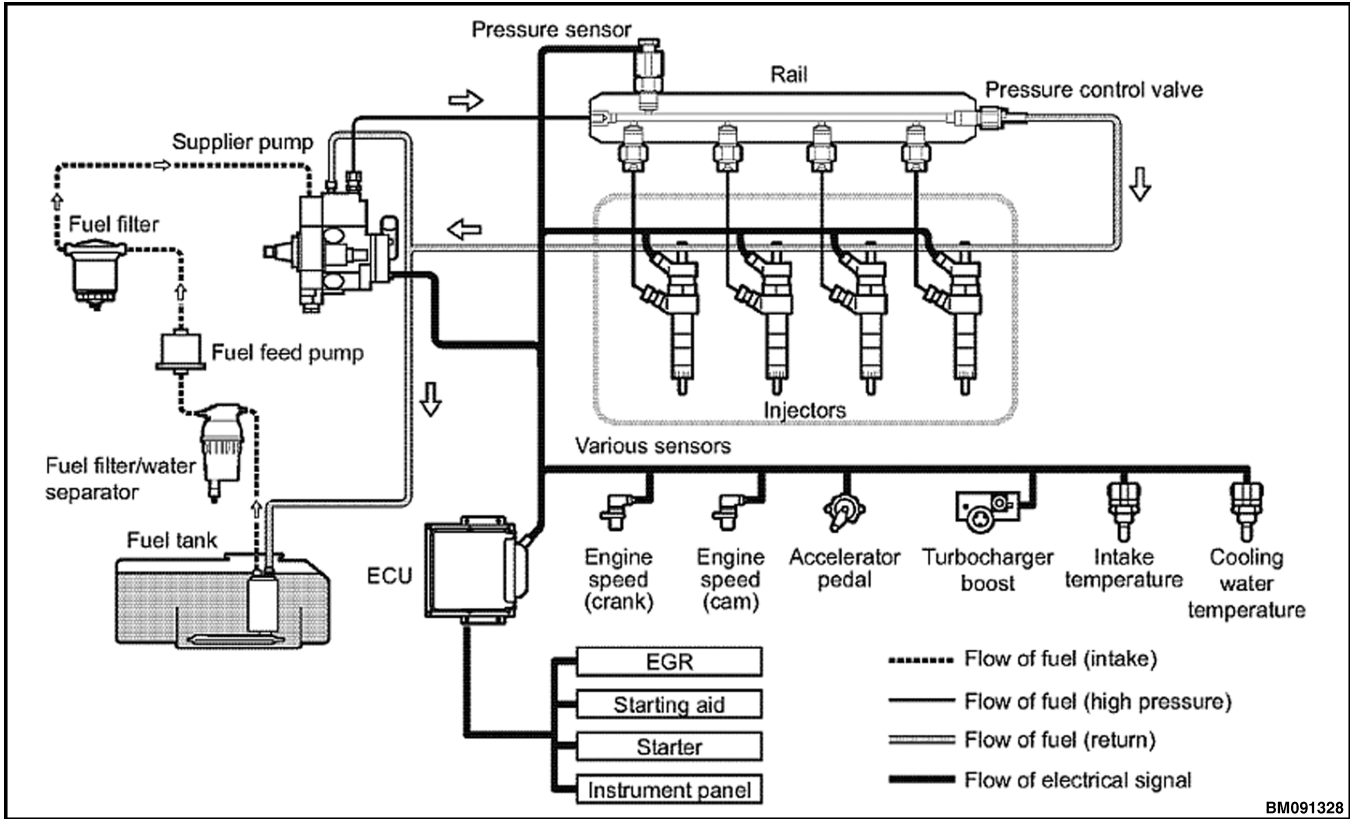 Pressure sensor
Rail
Pressure control valve
Supplier pump
Fuel filter
Fuel feed pump
Injectors
Fuel filter/water
separator
Various sensors
Fuel tank
ECU
Engine
speed
(crank)
Engine
speed
(cam)
Accelerator
pedal
Turbocharger
boost
Intake
temperature
Cooling
water
temperature
EGR
Starting aid
Starter
Instrument panel
Flow of fuel (intake)
Flow of fuel (high pressure)
Flow of fuel (return)
Flow of electrical signal
BM091328